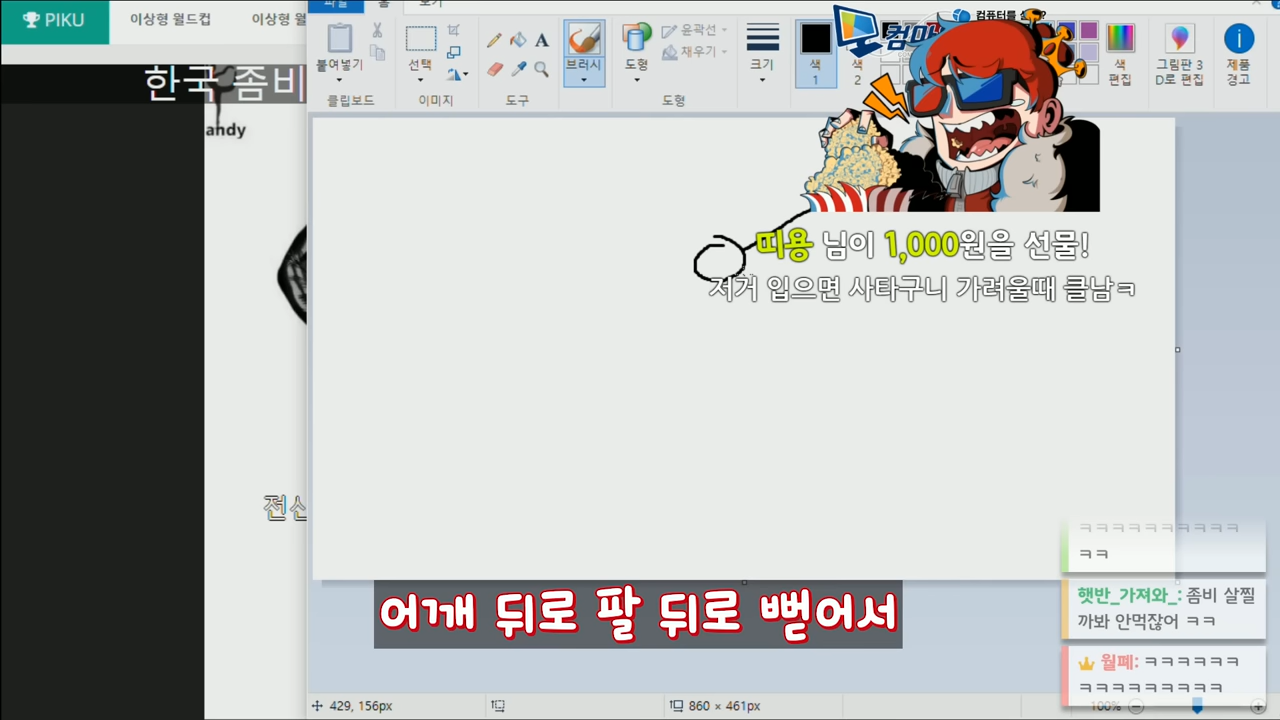 PIKU
이상형 월드컵
이상형 월
한국 좀비
andy
전신
파일
홈
보기
붙여넣기
클립보드
선택
이미지
A
도구
브러시
도형
윤곽선
채우기
도형
크기
색
1
색
2
색
편집
그림판 3
D로 편집
제품
경고
띠용 님이 1,000원을 선물!
저거 입으면 사타구니 가려울때 클남ㅋ
ㅋㅋㅋㅋㅋㅋㅋㅋㅋㅋ
ㅋㅋ
햇반_가져와_: 좀비 살찔
까봐 안먹잖어 ㅋㅋ
월페: ㅋㅋㅋㅋㅋㅋ
ㅋㅋㅋㅋㅋㅋㅋㅋㅋ
어깨 뒤로 팔 뒤로 뻗어서
429, 156px
860 × 461px
100%